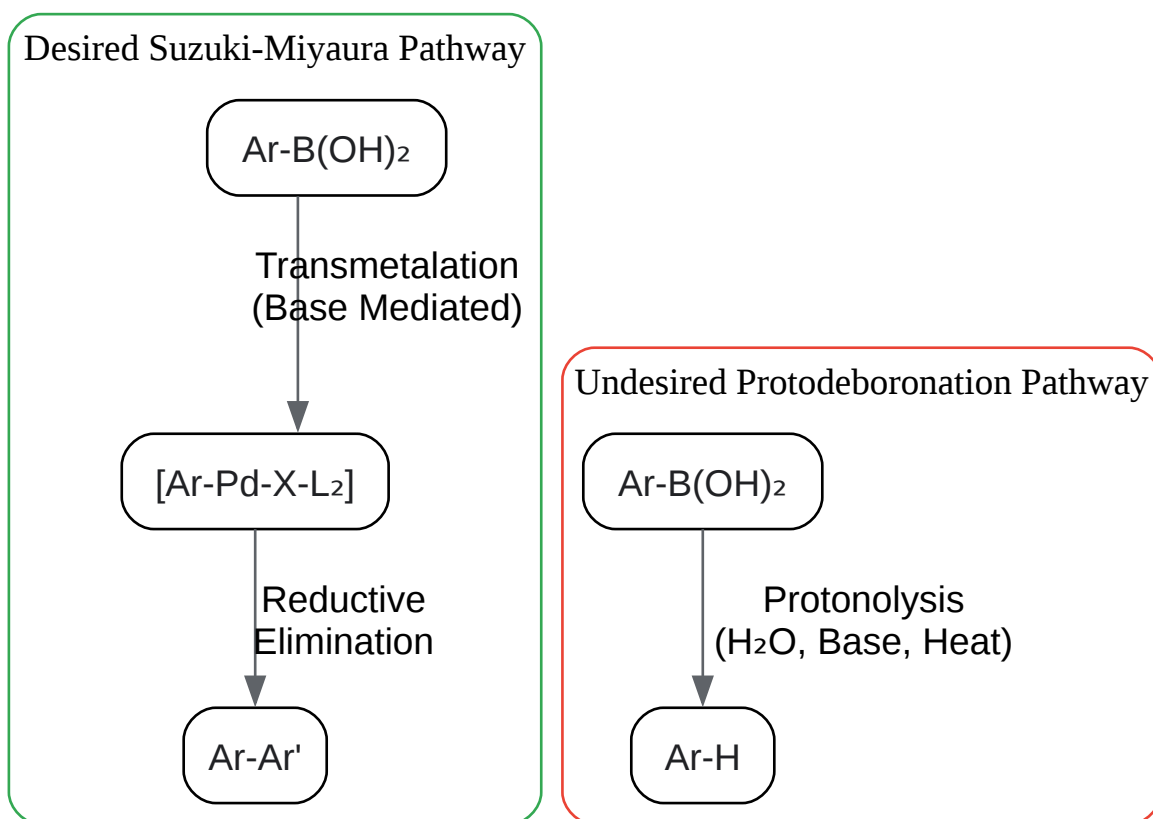 Desired Suzuki-Miyaura Pathway
Ar-B(OH)₂
Transmetalation
(Base Mediated)
[Ar-Pd-X-L₂]
Reductive
Elimination
Ar-Ar'
Undesired Protodeboronation Pathway
Ar-B(OH)₂
Protonolysis
(H₂O, Base, Heat)
Ar-H